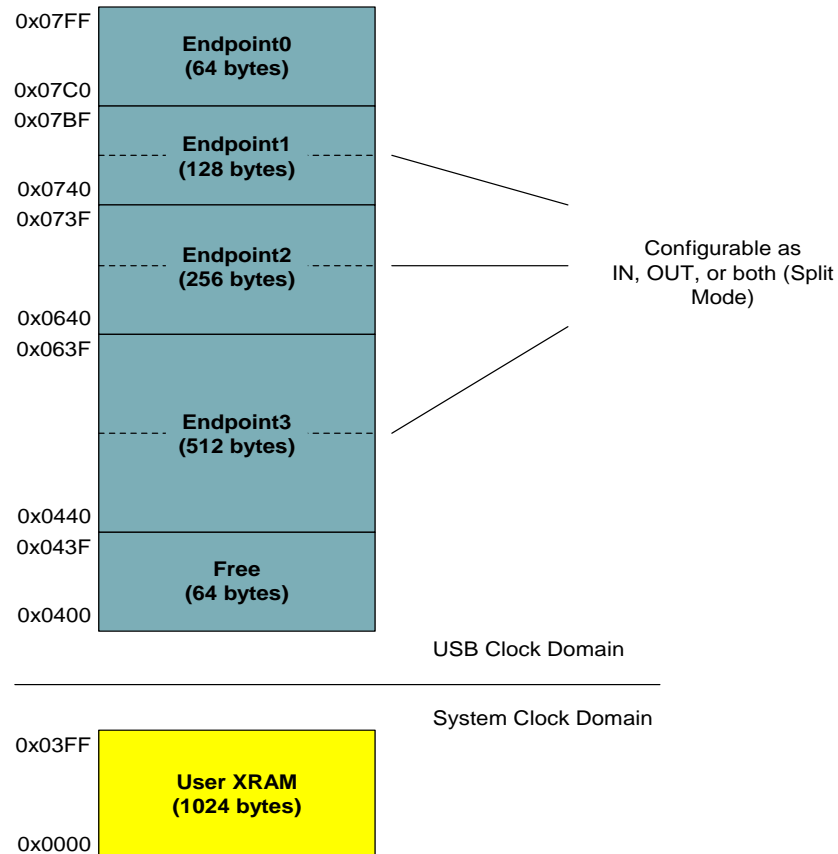 0x07FF
Endpoint0
(64 bytes)
0x07C0
0x07BF
Endpoint1
(128 bytes)
0x0740
0x073F
Endpoint2
(256 bytes)
0x0640
0x063F
Endpoint3
(512 bytes)
0x0440
0x043F
Free
(64 bytes)
0x0400
Configurable as
IN, OUT, or both (Split
Mode)
USB Clock Domain
System Clock Domain
0x03FF
User XRAM
(1024 bytes)
0x0000